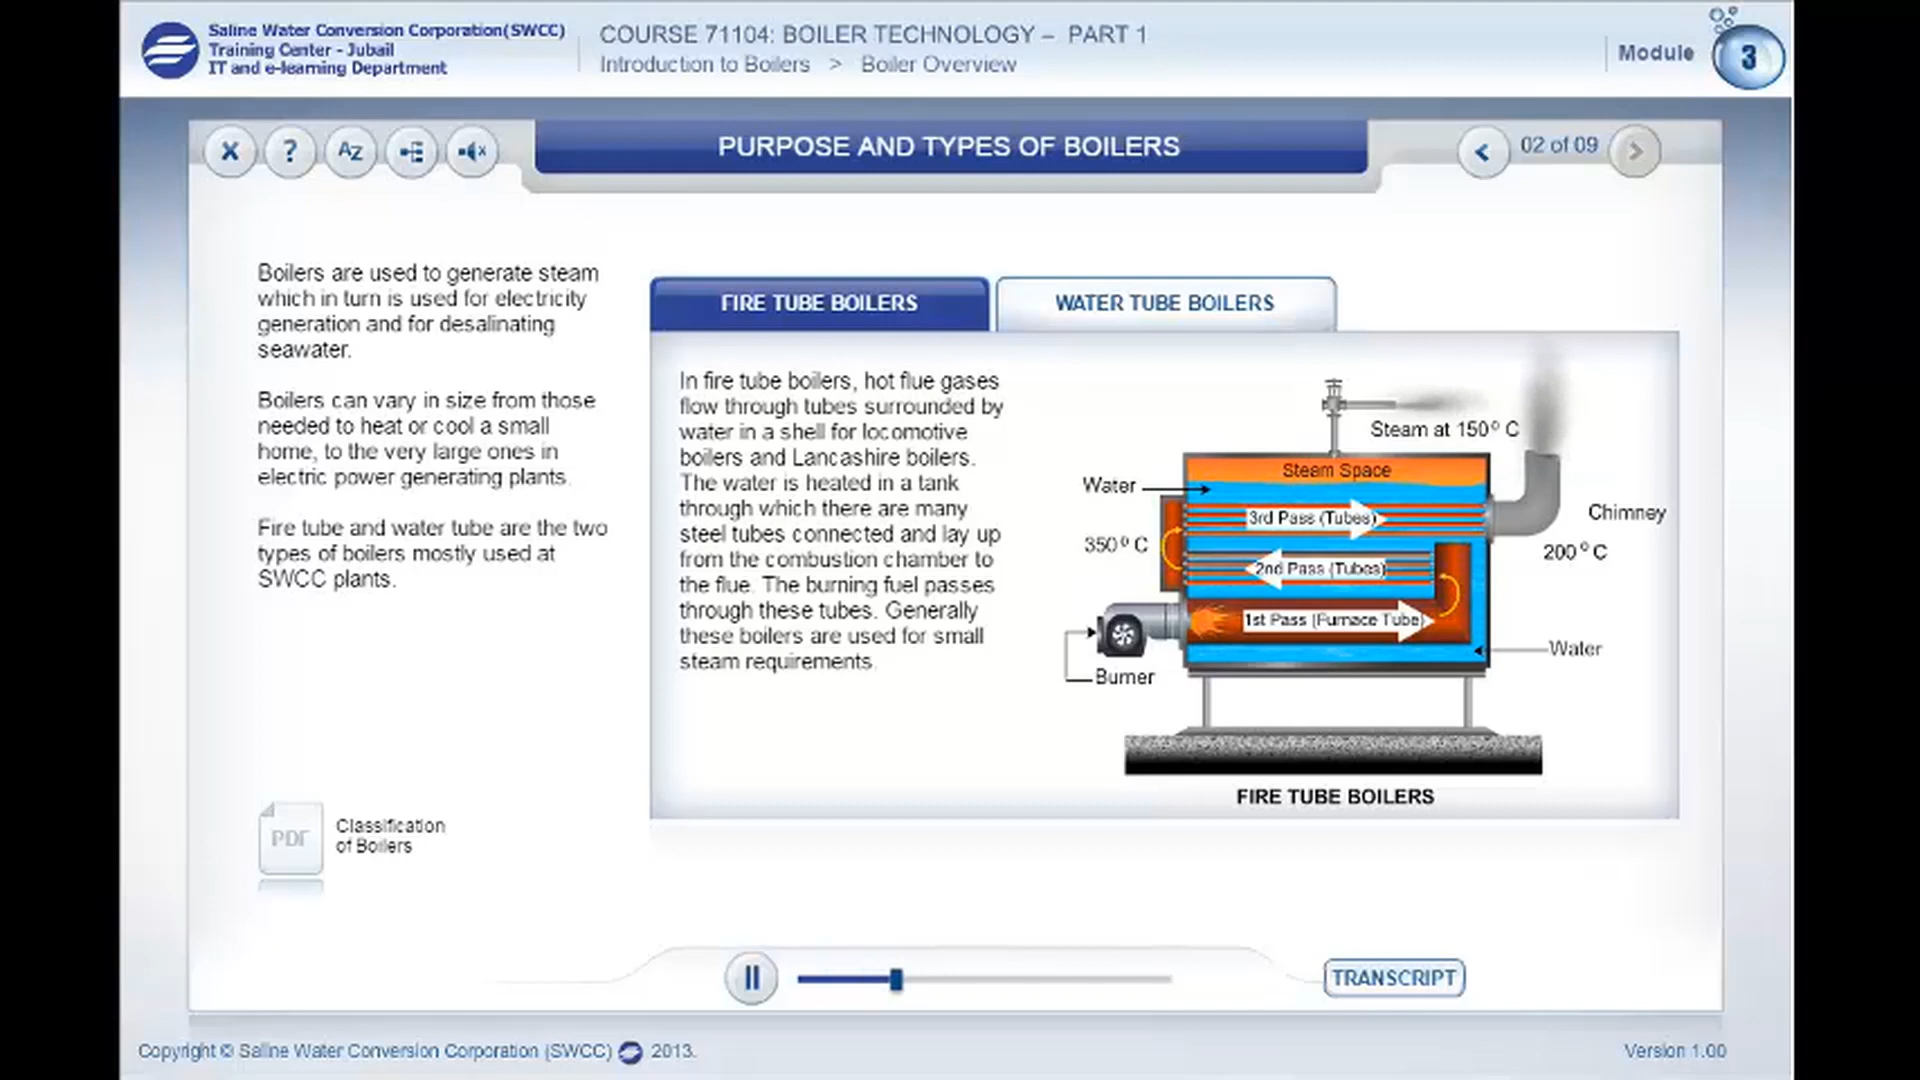 Saline Water Conversion Corporation(SWCC)
Training Center - Jubail
IT and e-learning Department
COURSE 71104: BOILER TECHNOLOGY – PART 1
Introduction to Boilers > Boiler Overview
Module 3
X ? AZ
PURPOSE AND TYPES OF BOILERS
02 of 09
Boilers are used to generate steam
which in turn is used for electricity
generation and for desalinating
seawater.
Boilers can vary in size from those
needed to heat or cool a small
home, to the very large ones in
electric power generating plants.
Fire tube and water tube are the two
types of boilers mostly used at
SWCC plants.
PDF
Classification
of Boilers
FIRE TUBE BOILERS
WATER TUBE BOILERS
In fire tube boilers, hot flue gases
flow through tubes surrounded by
water in a shell for locomotive
boilers and Lancashire boilers.
The water is heated in a tank
through which there are many
steel tubes connected and lay up
from the combustion chamber to
the flue. The burning fuel passes
through these tubes. Generally
these boilers are used for small
steam requirements.
Steam at 150⁰ C
Steam Space
Water
3rd Pass (Tubes)
Chimney
350⁰ C
200⁰ C
2nd Pass (Tubes)
1st Pass (Furnace Tube)
Water
Burner
FIRE TUBE BOILERS
TRANSCRIPT
Copyright © Saline Water Conversion Corporation (SWCC) 2013.
Version 1.00